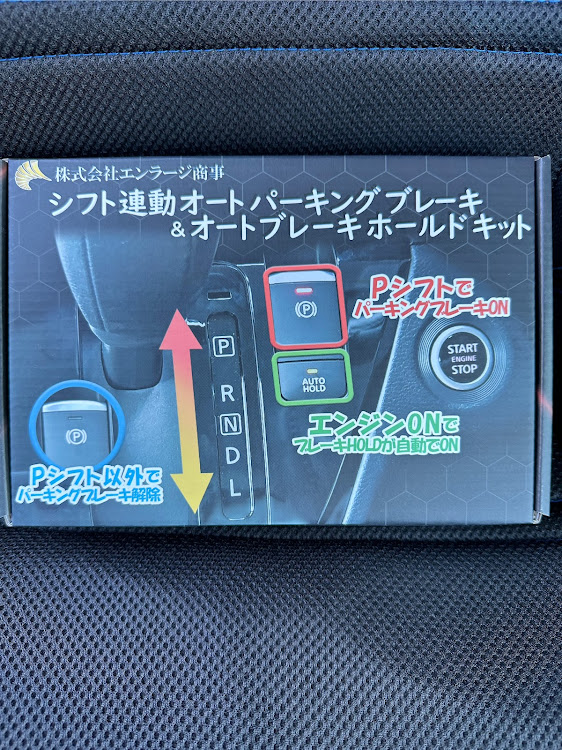 株式会社エンラージ商事
シフト連動オートパーキングブレーキ
&オートブレーキホールドキット
Pシフトで
パーキングブレーキON
P
R
N
D
L
AUTO
HOLD
START
ENGINE
STOP
エンジンONで
ブレーキHOLDが自動でON
Pシフト以外で
パーキングブレーキ解除